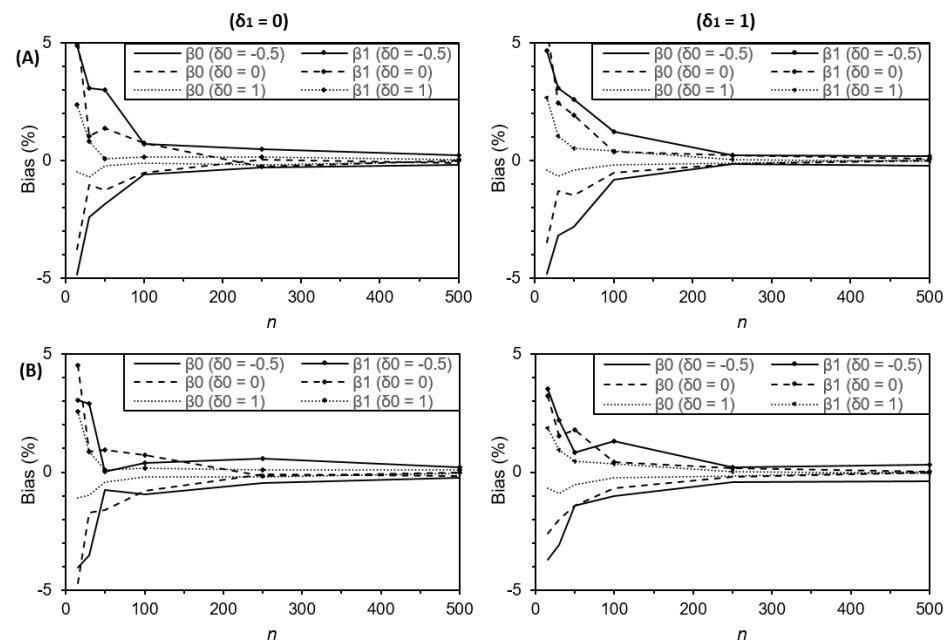 (δ1 = 0)
(δ1 = 1)
(A)
5
β0 (δ0 = -0.5)
β1 (δ0 = -0.5)
β0 (δ0 = 0)
β1 (δ0 = 0)
β0 (δ0 = 1)
β1 (δ0 = 1)
Bias (%)
0
-5
0
100
200
300
400
500
n
5
β0 (δ0 = -0.5)
β1 (δ0 = -0.5)
β0 (δ0 = 0)
β1 (δ0 = 0)
β0 (δ0 = 1)
β1 (δ0 = 1)
Bias (%)
0
-5
0
100
200
300
400
500
n
(B)
5
β0 (δ0 = -0.5)
β1 (δ0 = -0.5)
β0 (δ0 = 0)
β1 (δ0 = 0)
β0 (δ0 = 1)
β1 (δ0 = 1)
Bias (%)
0
-5
0
100
200
300
400
500
n
5
β0 (δ0 = -0.5)
β1 (δ0 = -0.5)
β0 (δ0 = 0)
β1 (δ0 = 0)
β0 (δ0 = 1)
β1 (δ0 = 1)
Bias (%)
0
-5
0
100
200
300
400
500
n